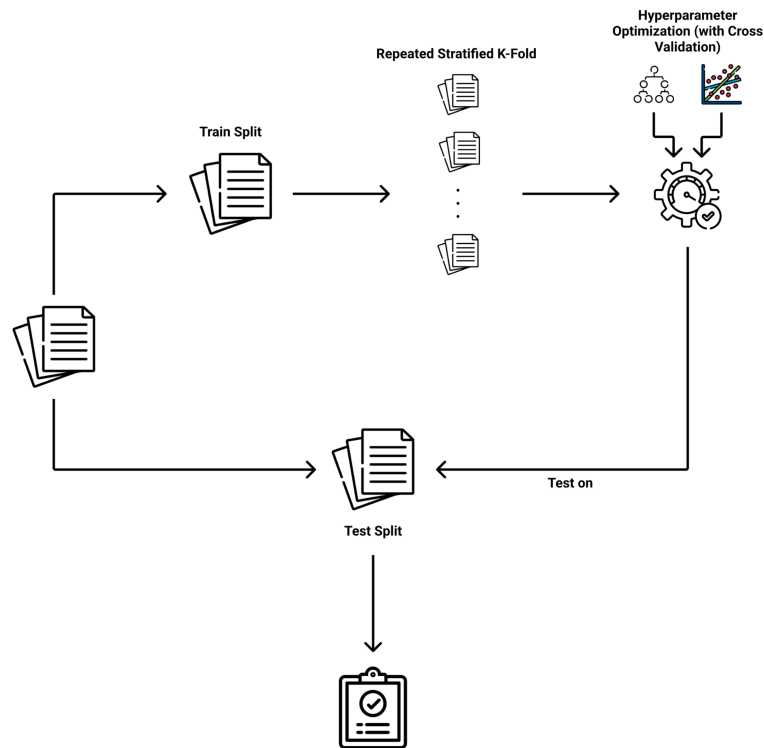 Hyperparameter
Optimization (with Cross
Validation)
Repeated Stratified K-Fold
Train Split
Test on
Test Split